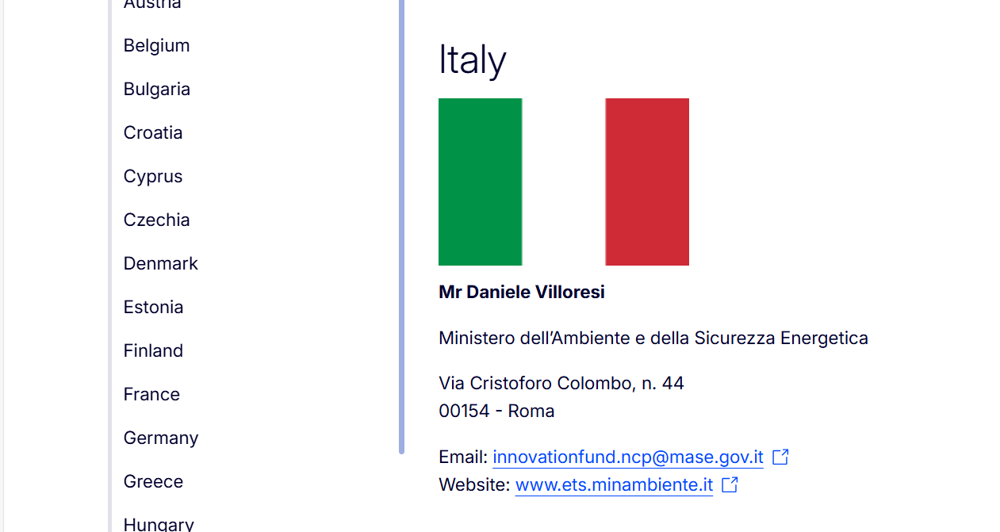 Austria
Belgium
Bulgaria
Croatia
Cyprus
Czechia
Denmark
Estonia
Finland
France
Germany
Greece
Hungary
Italy
Mr Daniele Villoresi
Ministero dell’Ambiente e della Sicurezza Energetica
Via Cristoforo Colombo, n. 44
00154 - Roma
Email: innovationfund.ncp@mase.gov.it
Website: www.ets.minambiente.it